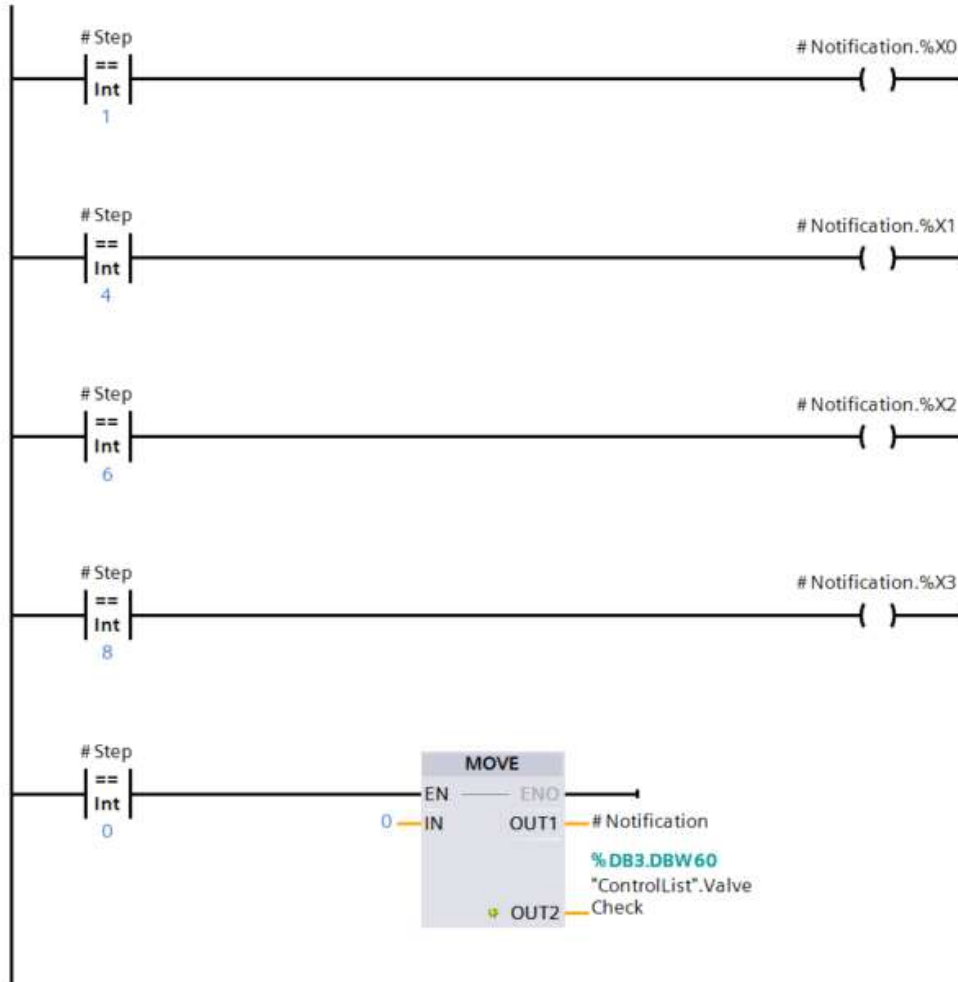 # Step
# Notification.%X0
==
Int
1
# Step
# Notification.%X1
==
Int
4
# Step
# Notification.%X2
==
Int
6
# Step
# Notification.%X3
==
Int
8
# Step
==
Int
0
MOVE
EN ENO
0 IN OUT1 # Notification
%DB3.DBW60
"ControlList".Valve
OUT2 Check